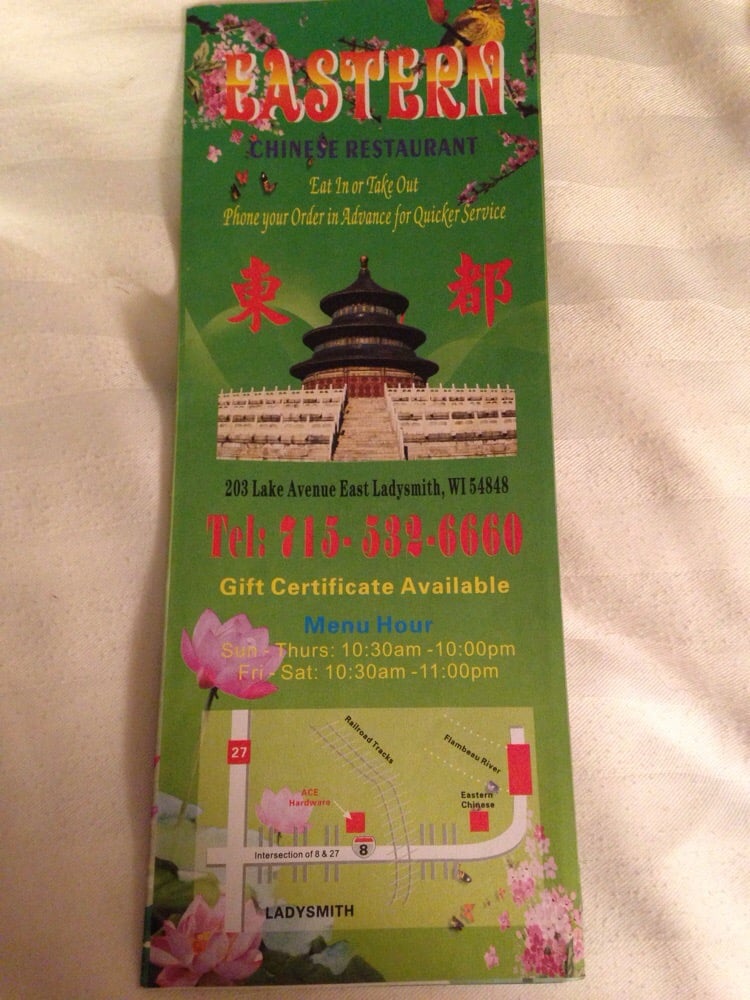 EASTERN
CHINESE RESTAURANT
Eat In or Take Out
Phone your Order in Advance for Quicker Service
東 都
203 Lake Avenue East Ladysmith, WI 54848
Tel: 715- 532-6660
Gift Certificate Available
Menu Hour
Sun - Thurs: 10:30am -10:00pm
Fri - Sat: 10:30am -11:00pm
27
Railroad Tracks
Flambeau River
ACE
Hardware
Eastern
Chinese
Intersection of 8 & 27
8
LADYSMITH